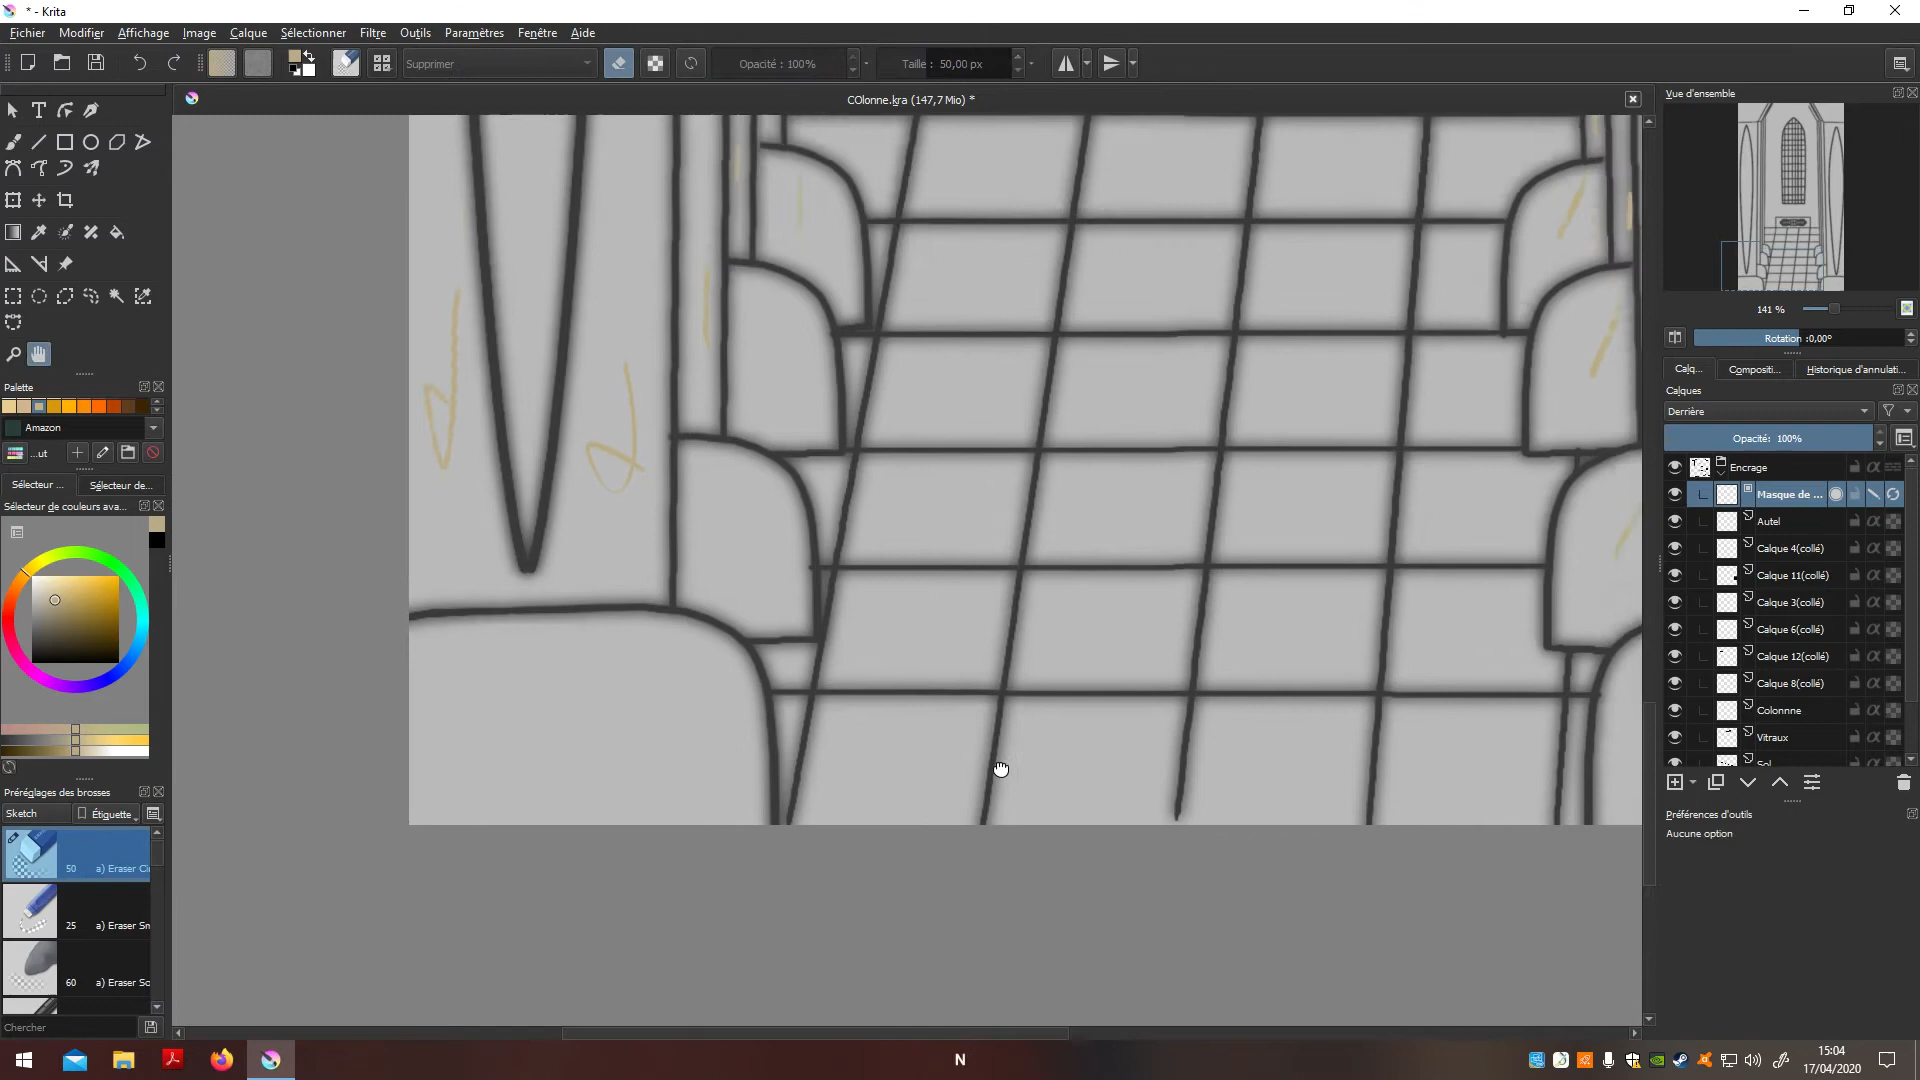 * - Krita
Fichier Modifier Affichage Image Calque Sélectionner Filtre Outils Paramètres Fenêtre Aide
Supprimer
Opacité : 100%
Taille : 50,00 px
COlonne.kra (147,7 Mio) *
Vue d'ensemble
141 %
Rotation :0,00°
Calq... Compositi... Historique d'annulati...
Calques
Derrière
Opacité: 100%
Encrage
Masque de ...
Autel
Calque 4(collé)
Calque 11(collé)
Calque 3(collé)
Calque 6(collé)
Calque 12(collé)
Calque 8(collé)
Colonnne
Vitraux
Sol
Préférences d'outils
Aucune option
Palette
Amazon
...ut
Sélecteur ... Sélecteur de...
Sélecteur de couleurs ava...
Préréglages des brosses
Sketch
Étiquette
50 a) Eraser Ci
25 a) Eraser Sm
60 a) Eraser So
Chercher
N
15:04
17/04/2020